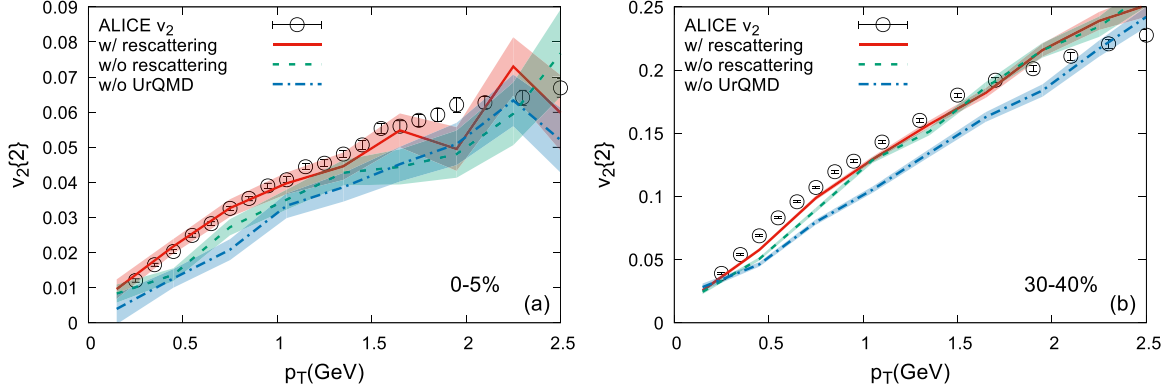 0.09
0.08
0.07
0.06
0.05
0.04
0.03
0.02
0.01
0
v₂{2}
ALICE v₂
w/ rescattering
w/o rescattering
w/o UrQMD
0-5%
(a)
0 0.5 1 1.5 2 2.5
pT(GeV)
0.25
0.2
0.15
0.1
0.05
0
v₂{2}
ALICE v₂
w/ rescattering
w/o rescattering
w/o UrQMD
30-40%
(b)
0 0.5 1 1.5 2 2.5
pT(GeV)